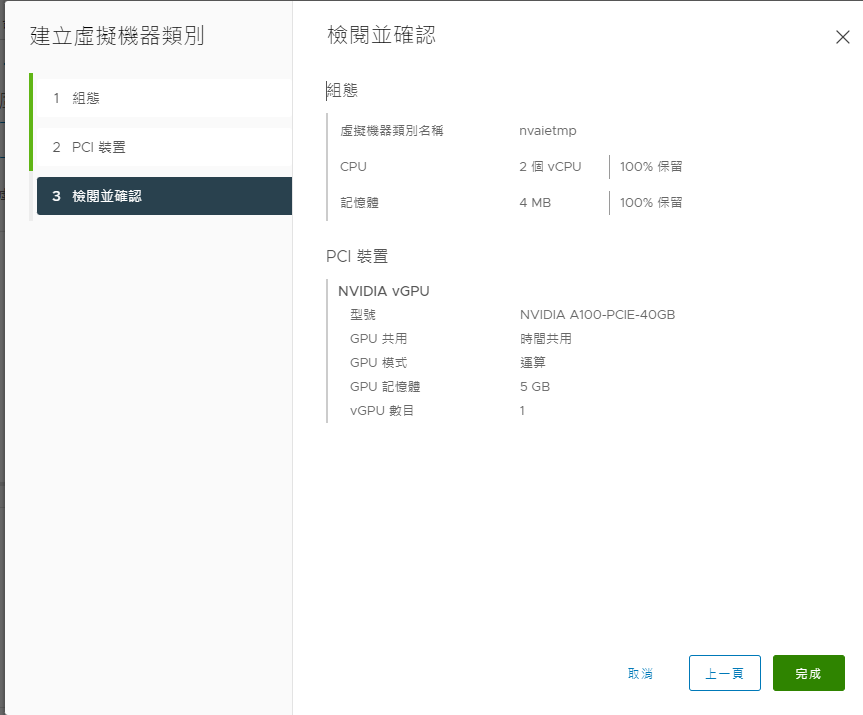 建立虛擬機器類別
1 組態
2 PCI 裝置
3 檢閱並確認
檢閱並確認
組態
虛擬機器類別名稱 nvaietmp
CPU 2 個 vCPU 100% 保留
記憶體 4 MB 100% 保留
PCI 裝置
NVIDIA vGPU
型號 NVIDIA A100-PCIE-40GB
GPU 共用 時間共用
GPU 模式 運算
GPU 記憶體 5 GB
vGPU 數目 1
取消 上一頁 完成